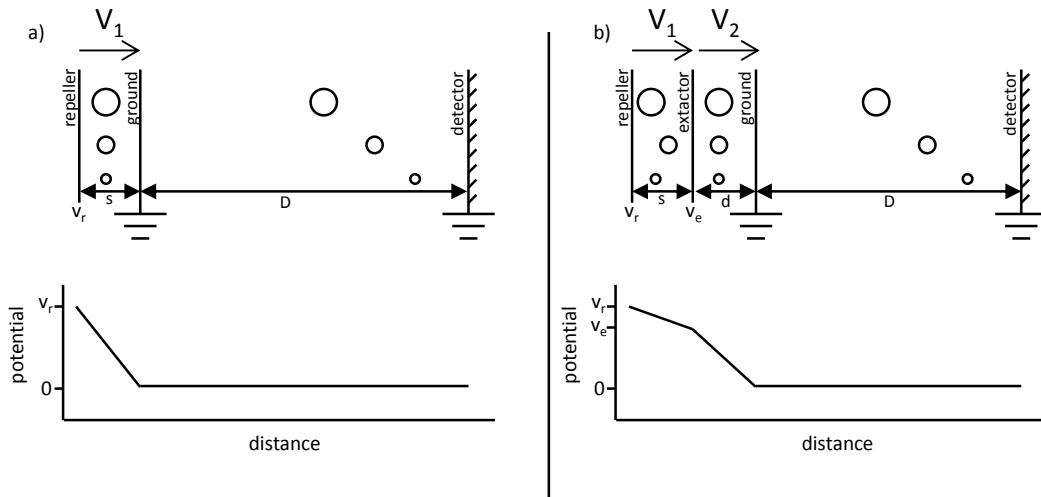 a)
V1
repeller
ground
detector
s
D
vr
potential
vr
0
distance
b)
V1
V2
repeller
extactor
ground
detector
s
d
D
vr
ve
potential
vr
ve
0
distance